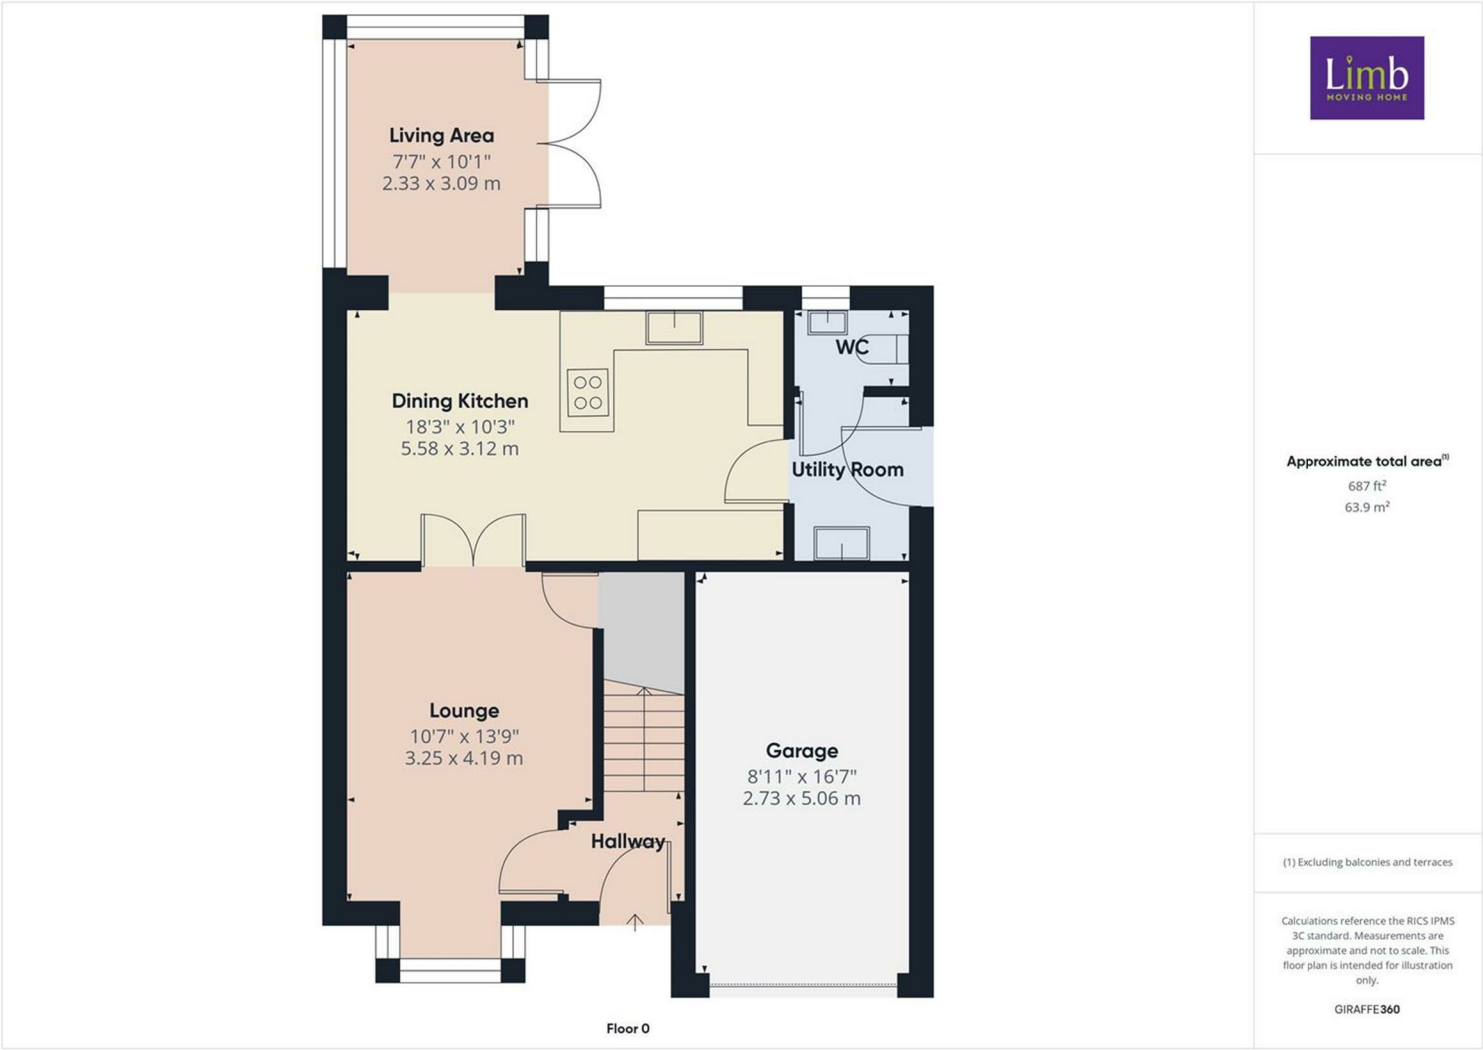 Living Area
7'7" x 10'1"
2.33 x 3.09 m
Dining Kitchen
18'3" x 10'3"
5.58 x 3.12 m
WC
Utility Room
Lounge
10'7" x 13'9"
3.25 x 4.19 m
Hallway
Garage
8'11" x 16'7"
2.73 x 5.06 m
Floor 0
Limb
MOVING HOME
Approximate total area(1)
687 ft²
63.9 m²
(1) Excluding balconies and terraces
Calculations reference the RICS IPMS
3C standard. Measurements are
approximate and not to scale. This
floor plan is intended for illustration
only.
GIRAFFE360